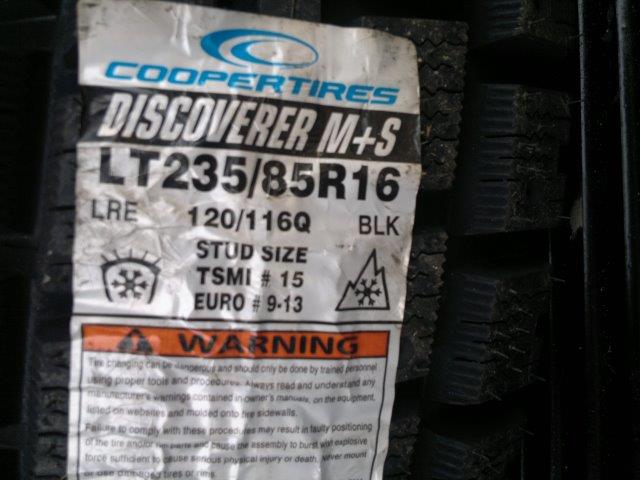 COOPERTIRES
DISCOVERER M+S
LT235/85R16
LRE 120/116Q BLK
STUD SIZE
TSMI # 15
EURO # 9-13
WARNING
Tire changing can be dangerous and should only be done by trained personnel
using proper tools and procedures. Always read and understand any
manufacturer's warnings contained in owner's manuals, on the equipment,
listed on websites and molded onto tire sidewalls.
Failure to comply with these procedures may result in faulty positioning
of the tire and/or rim parts and cause the assembly to burst with explosive
force sufficient to cause serious physical injury or death. Never mount
or use damaged tires or rims.